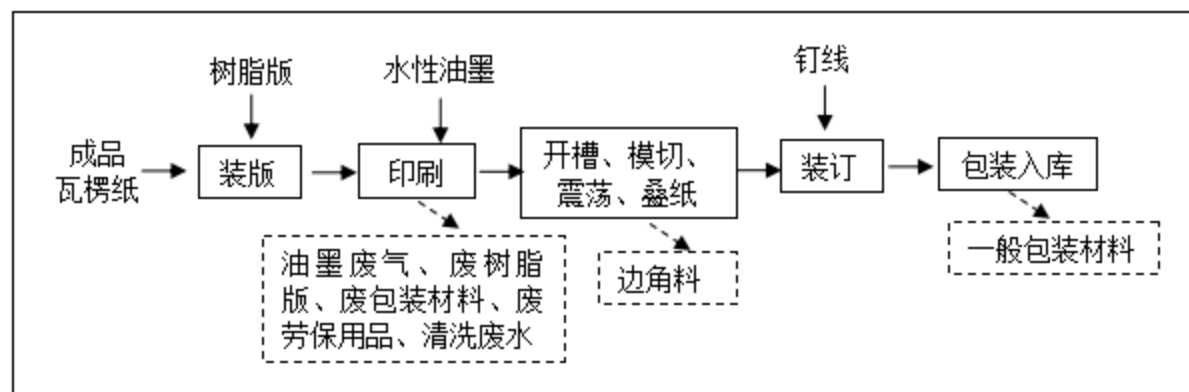 树脂版
水性油墨
钉线
成品
瓦楞纸
装版
印刷
开槽、模切、
震荡、叠纸
装订
包装入库
油墨废气、废树脂
版、废包装材料、废
劳保用品、清洗废水
边角料
一般包装材料